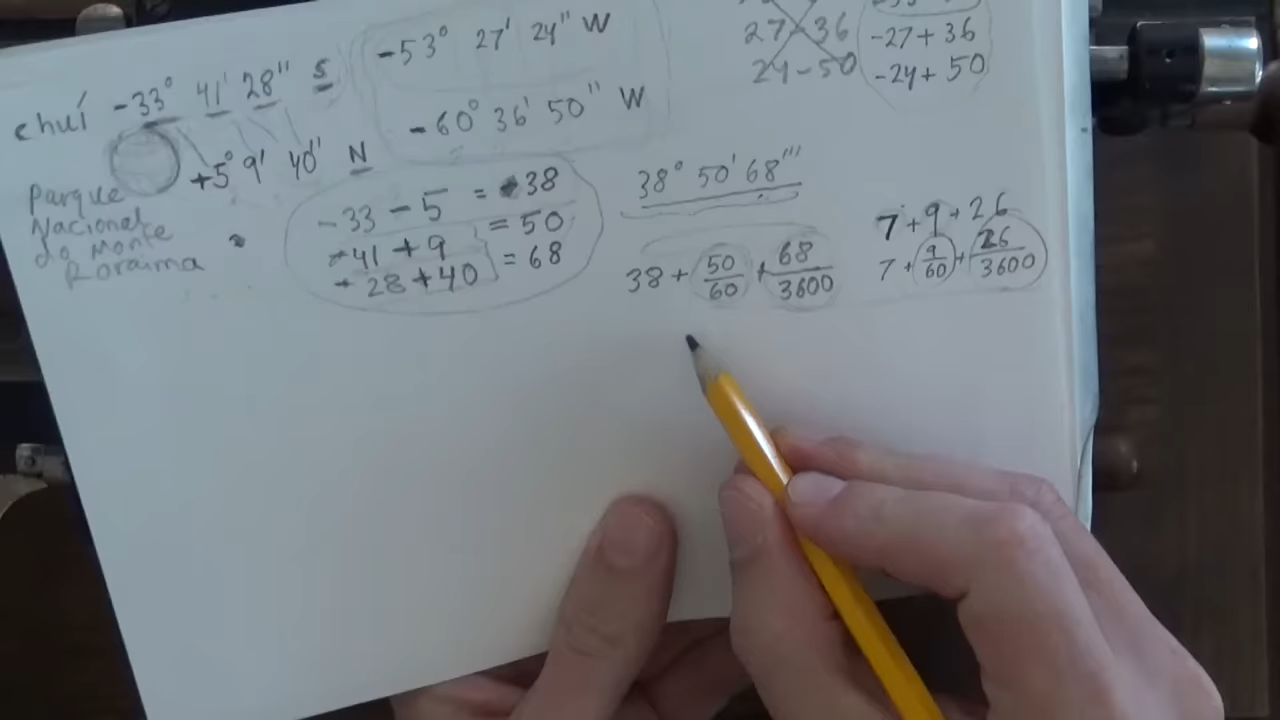 chuí -33° 41' 28" S
+5° 9' 40" N
Parque
Nacional
do Monte
Roraima
-53° 27' 24" W
-60° 36' 50" W
27-36
24-50
-27+36
-24+50
-33 - 5 = 38
-41 + 9 = 50
-28 + 40 = 68
38° 50' 68'''
38 + 50/60 + 68/3600
7 + 9 + 26
7 + 9/60 + 26/3600